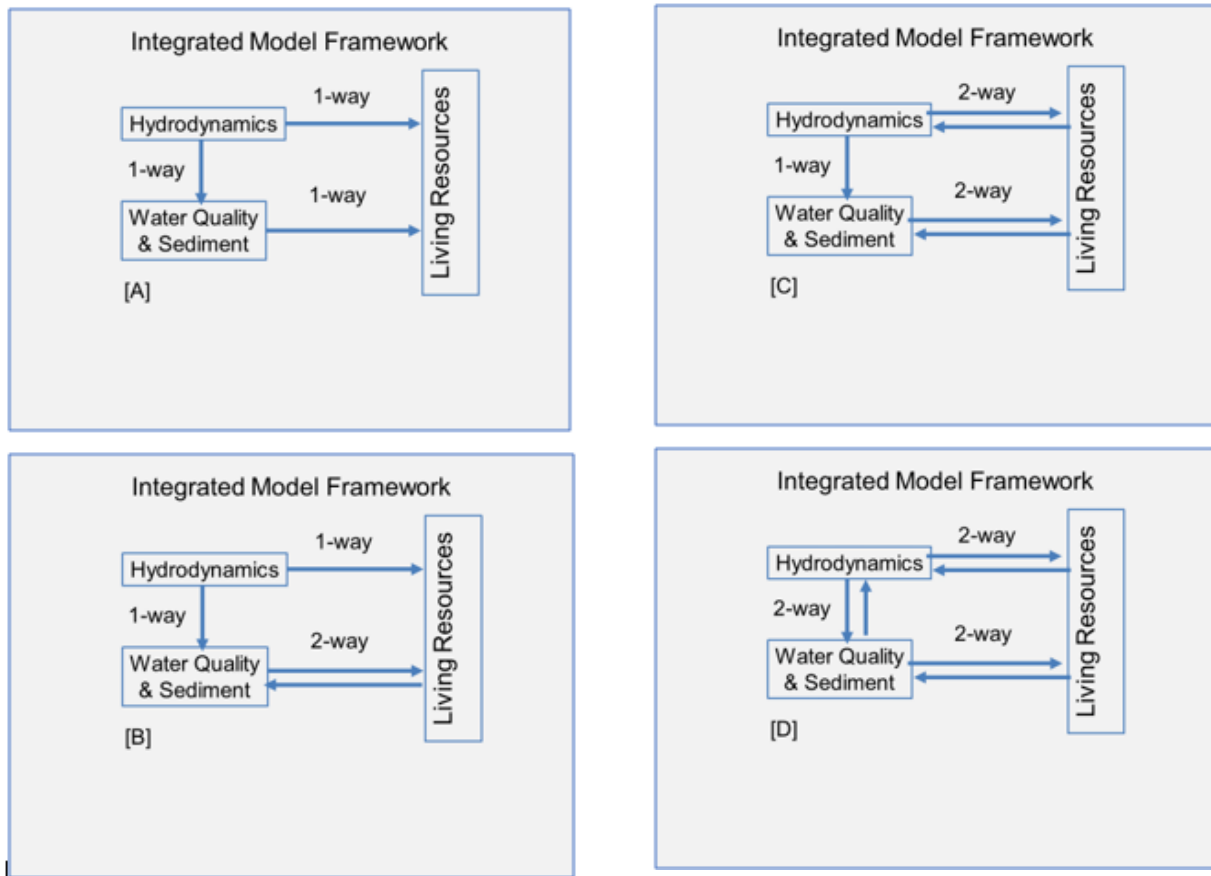 Integrated Model Framework
1-way
Hydrodynamics
1-way
1-way
Water Quality
& Sediment
Living Resources
[A]
Integrated Model Framework
2-way
Hydrodynamics
1-way
2-way
Water Quality
& Sediment
Living Resources
[C]
Integrated Model Framework
1-way
Hydrodynamics
1-way
2-way
Water Quality
& Sediment
Living Resources
[B]
Integrated Model Framework
2-way
Hydrodynamics
2-way
2-way
Water Quality
& Sediment
Living Resources
[D]